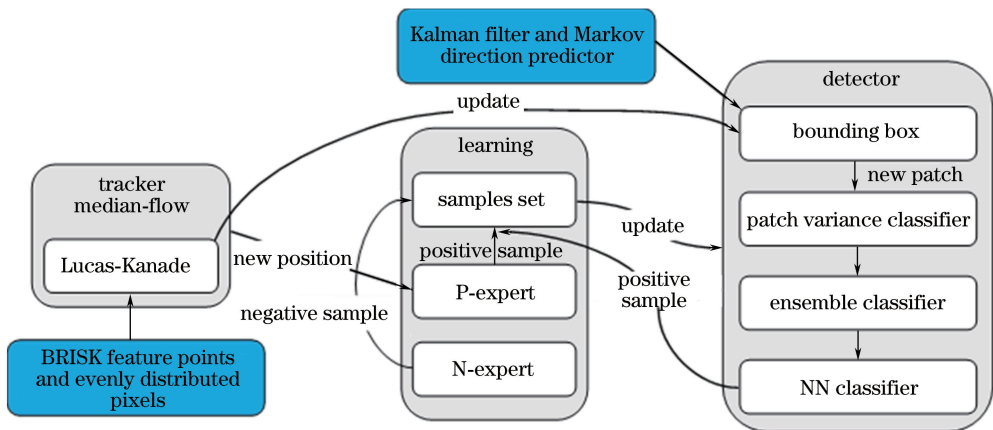 Kalman filter and Markov
direction predictor
detector
update
bounding box
learning
new patch
tracker
median-flow
samples set
patch variance classifier
update
positive sample
new position
Lucas-Kanade
positive
sample
P-expert
ensemble classifier
negative sample
BRISK feature points
and evenly distributed
pixels
N-expert
NN classifier